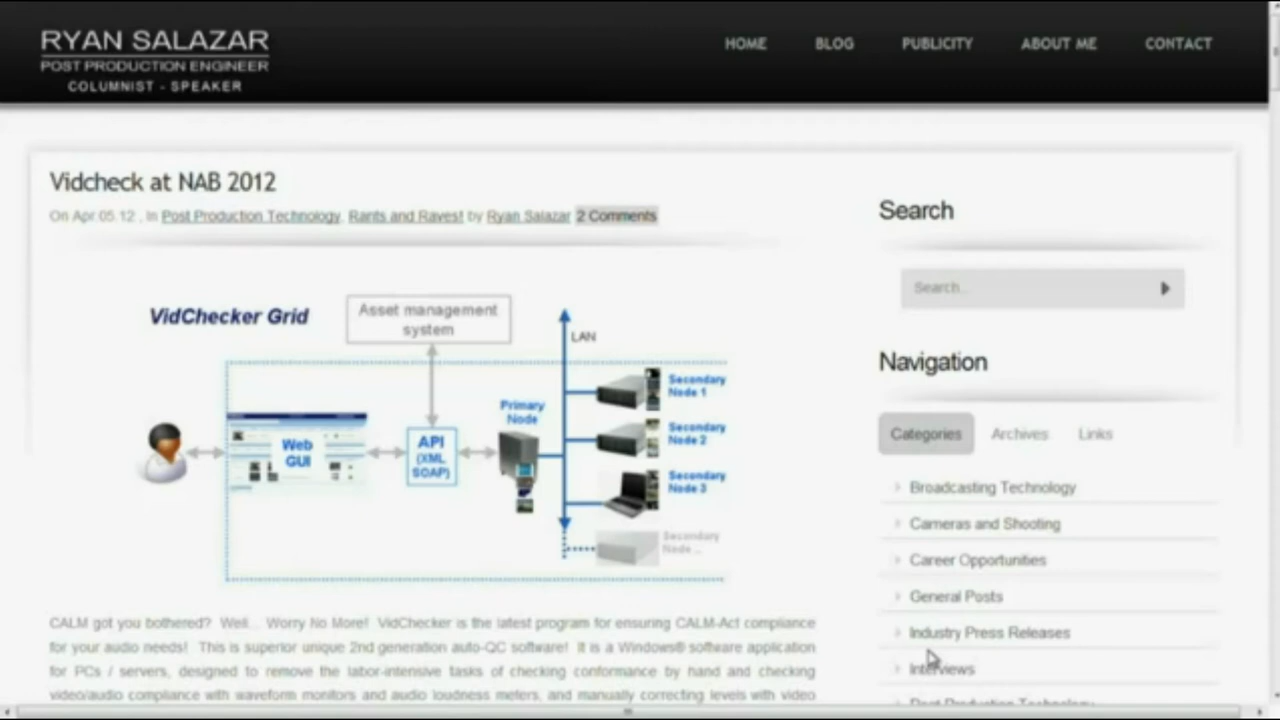 RYAN SALAZAR
POST PRODUCTION ENGINEER
COLUMNIST - SPEAKER
HOME
BLOG
PUBLICITY
ABOUT ME
CONTACT
Vidcheck at NAB 2012
On Apr 05.12 , In Post Production Technology, Rants and Raves! by Ryan Salazar 2 Comments
VidChecker Grid
Asset management
system
LAN
Web
GUI
API
(XML
SOAP)
Primary
Node
Secondary
Node 1
Secondary
Node 2
Secondary
Node 3
Secondary
Node ...
CALM got you bothered? Well... Worry No More! VidChecker is the latest program for ensuring CALM-Act compliance
for your audio needs! This is superior unique 2nd generation auto-QC software! It is a Windows® software application
for PCs / servers, designed to remove the labor-intensive tasks of checking conformance by hand and checking
video/audio compliance with waveform monitors and audio loudness meters, and manually correcting levels with video
Search
Search...
Navigation
Categories
Archives
Links
Broadcasting Technology
Cameras and Shooting
Career Opportunities
General Posts
Industry Press Releases
Interviews
Post Production Technology